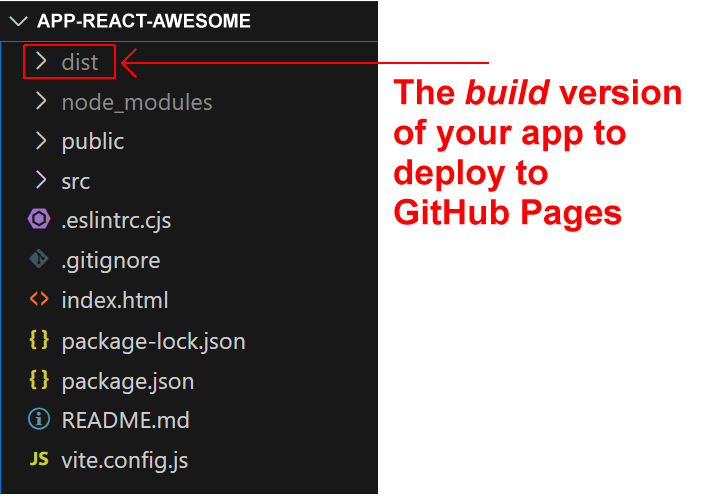 APP-REACT-AWESOME
dist
node_modules
public
src
.eslintrc.cjs
.gitignore
index.html
package-lock.json
package.json
README.md
JS vite.config.js
The build version
of your app to
deploy to
GitHub Pages